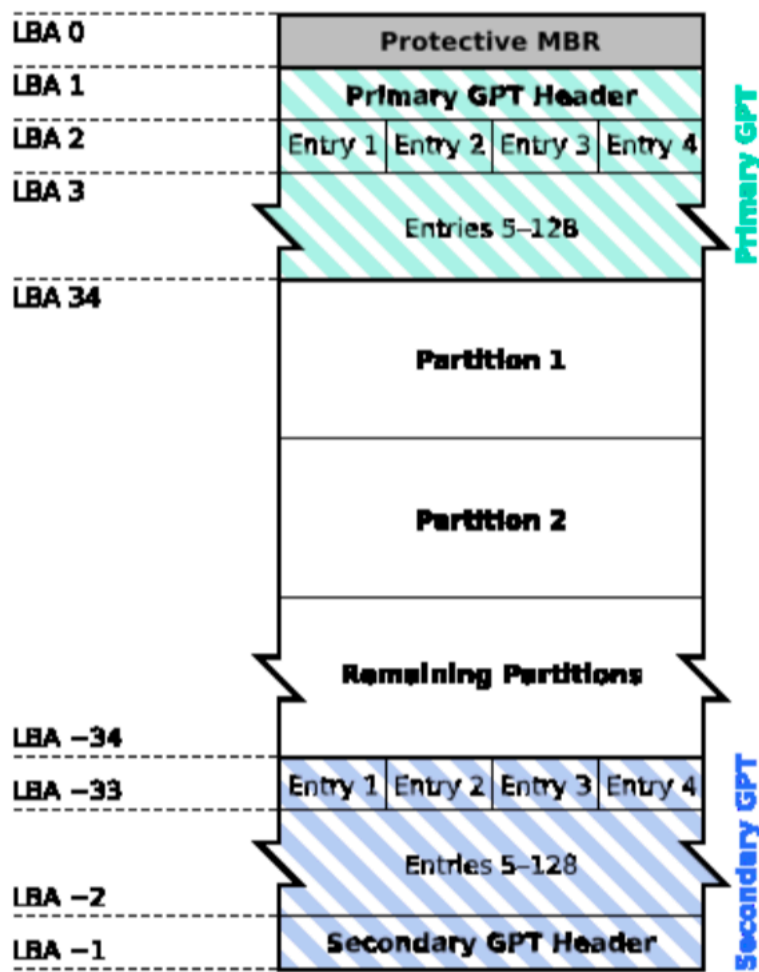 LBA 0
Protective MBR
LBA 1
Primary GPT Header
LBA 2
Entry 1 Entry 2 Entry 3 Entry 4
LBA 3
Entries 5–128
Primary GPT
LBA 34
Partition 1
Partition 2
Remaining Partitions
LBA −34
LBA −33
Entry 1 Entry 2 Entry 3 Entry 4
Entries 5–128
LBA −2
LBA −1
Secondary GPT Header
Secondary GPT